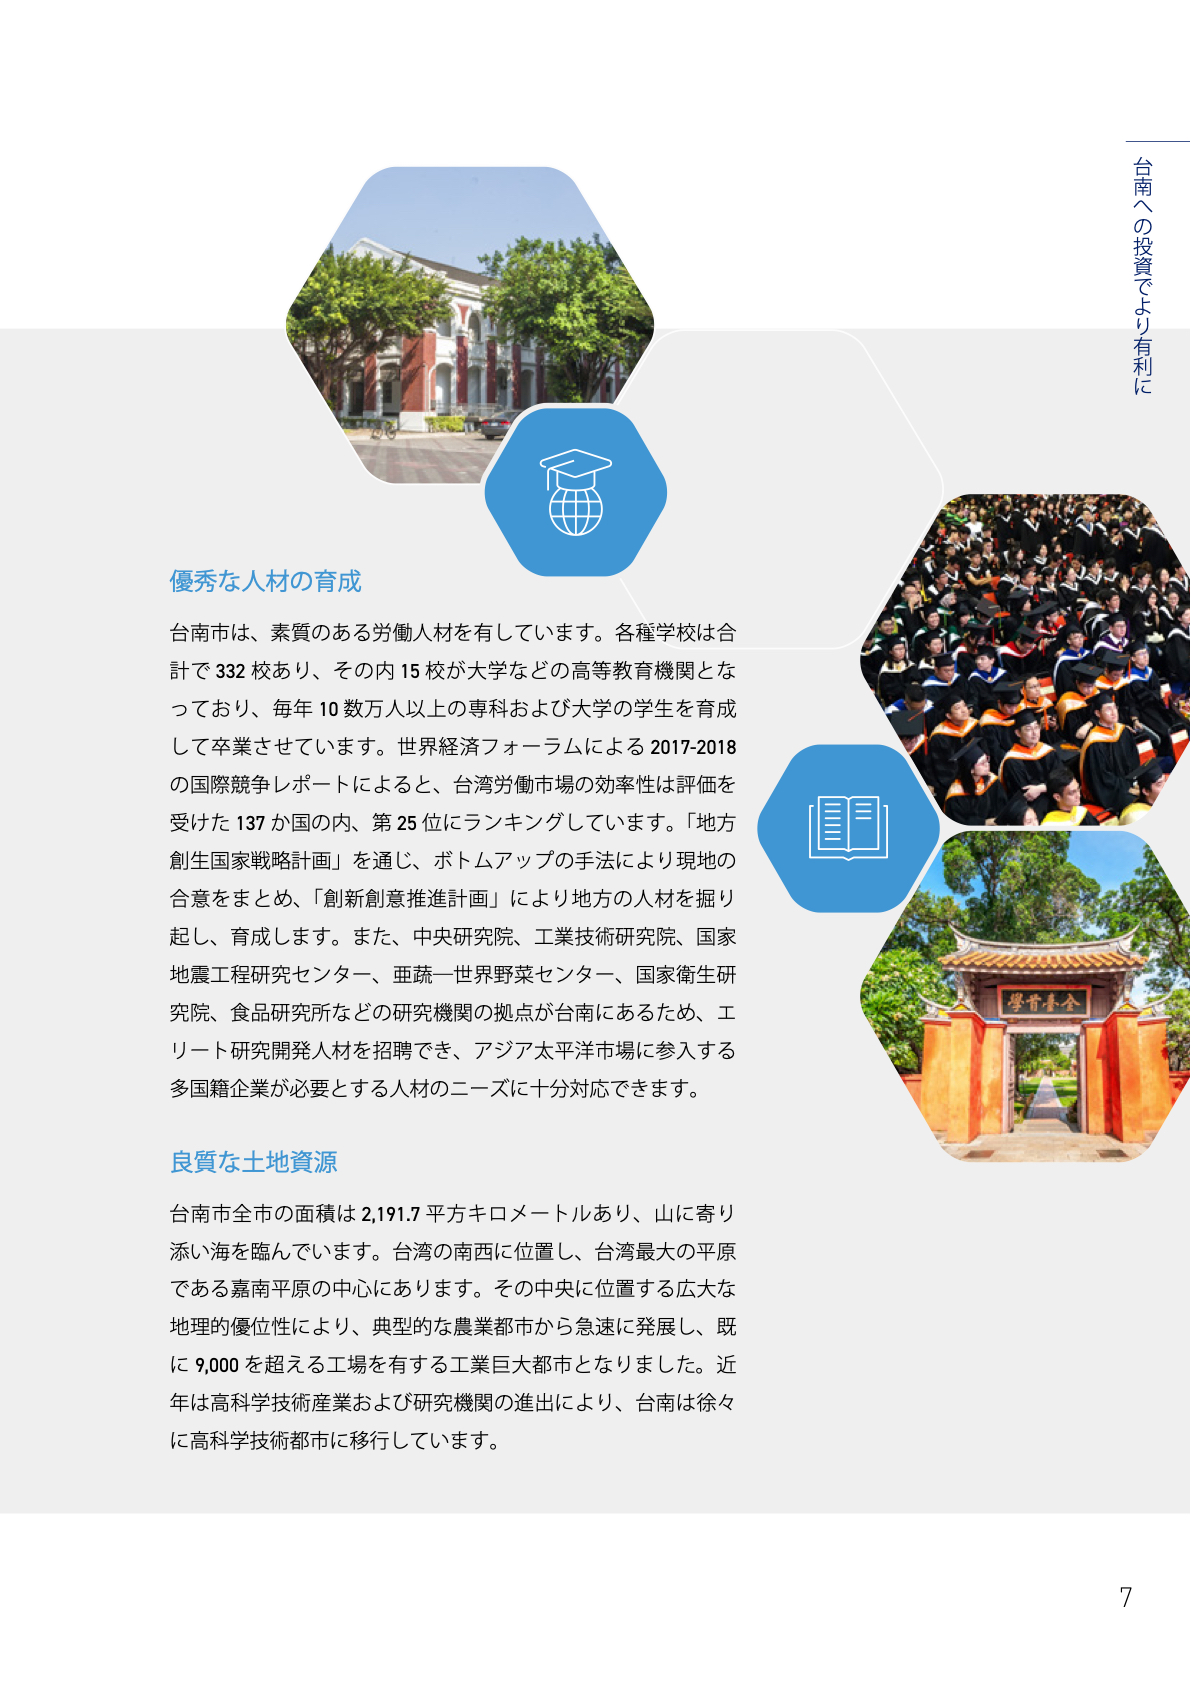 台南への投資でより有利に
優秀な人材の育成
台南市は、素質のある労働人材を有しています。各種学校は合
計で 332 校あり、その内 15 校が大学などの高等教育機関とな
っており、毎年 10 数万人以上の専科および大学の学生を育成
して卒業させています。世界経済フォーラムによる 2017-2018
の国際競争レポートによると、台湾労働市場の効率性は評価を
受けた 137 か国の内、第 25 位にランキングしています。「地方
創生国家戦略計画」を通じ、ボトムアップの手法により現地の
合意をまとめ、「創新創意推進計画」により地方の人材を掘り
起し、育成します。また、中央研究院、工業技術研究院、国家
地震工程研究センター、亜蔬―世界野菜センター、国家衛生研
究院、食品研究所などの研究機関の拠点が台南にあるため、エ
リート研究開発人材を招聘でき、アジア太平洋市場に参入する
多国籍企業が必要とする人材のニーズに十分対応できます。
全臺首學
良質な土地資源
台南市全市の面積は 2,191.7 平方キロメートルあり、山に寄り
添い海を臨んでいます。台湾の南西に位置し、台湾最大の平原
である嘉南平原の中心にあります。その中央に位置する広大な
地理的優位性により、典型的な農業都市から急速に発展し、既
に 9,000 を超える工場を有する工業巨大都市となりました。近
年は高科学技術産業および研究機関の進出により、台南は徐々
に高科学技術都市に移行しています。
7